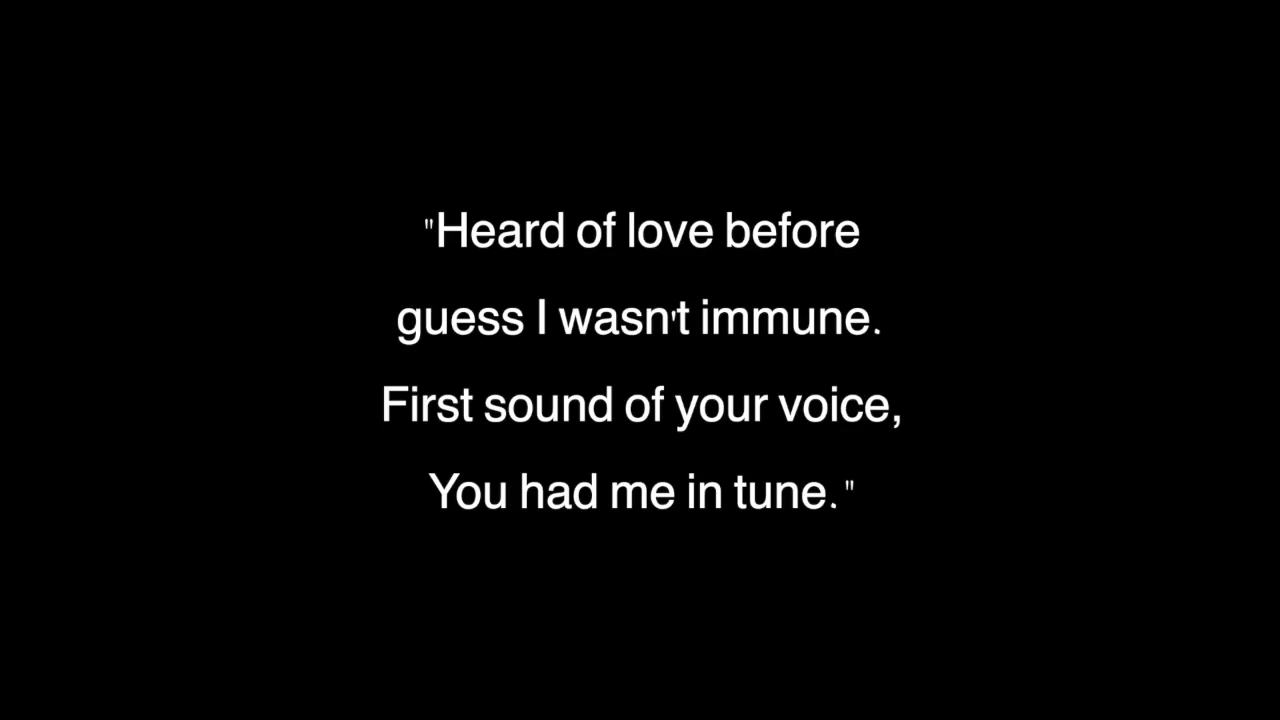 "Heard of love before
guess I wasn't immune.
First sound of your voice,
You had me in tune."